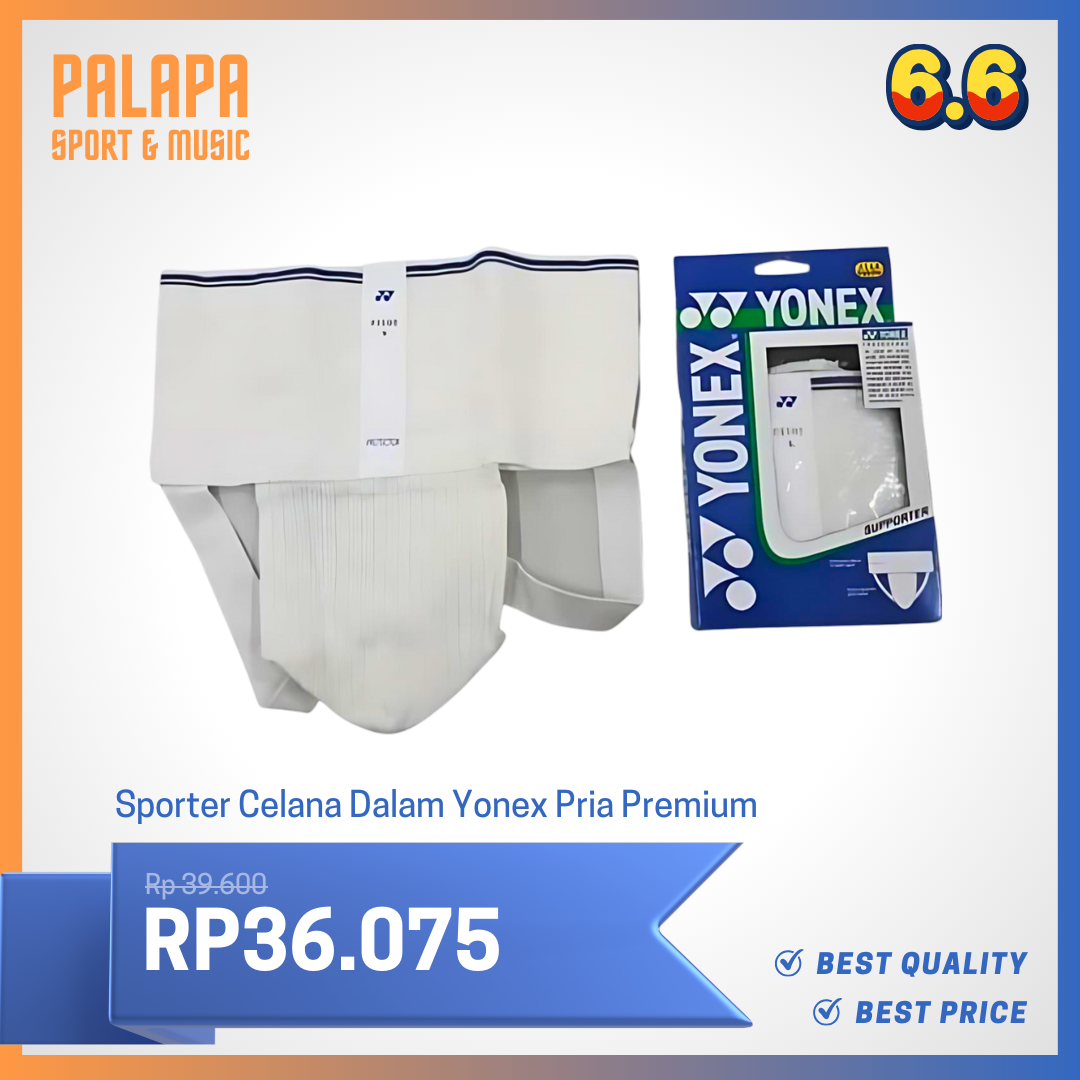 PALAPA
SPORT & MUSIC
6.6
YONEX
YONEX
L
SUPPORTER
Sporter Celana Dalam Yonex Pria Premium
Rp 39.600
RP36.075
BEST QUALITY
BEST PRICE